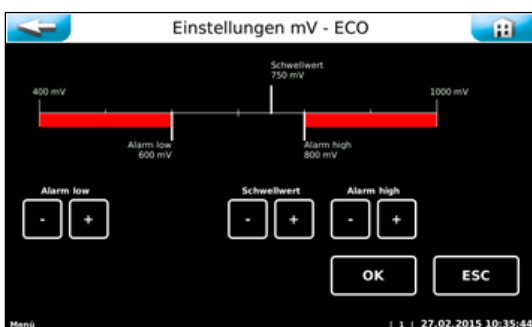 Einstellungen mV - ECO
Schwellwert
750 mV
400 mV
1000 mV
Alarm low
600 mV
Alarm high
800 mV
Alarm low
Schwellwert
Alarm high
- +
- +
- +
OK
ESC
Menü
| 1 | 27.02.2015 10:35:44